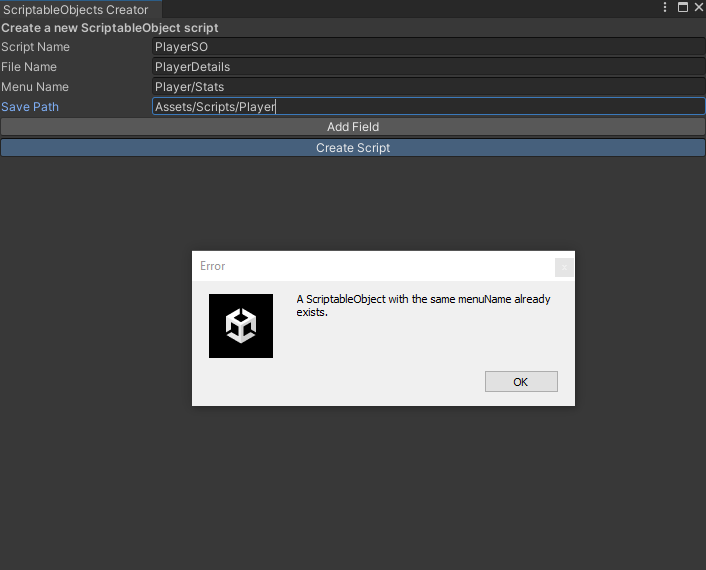 ScriptableObjects Creator
Create a new ScriptableObject script
Script Name PlayerSO
File Name PlayerDetails
Menu Name Player/Stats
Save Path Assets/Scripts/Player
Add Field
Create Script
Error
A ScriptableObject with the same menuName already
exists.
OK